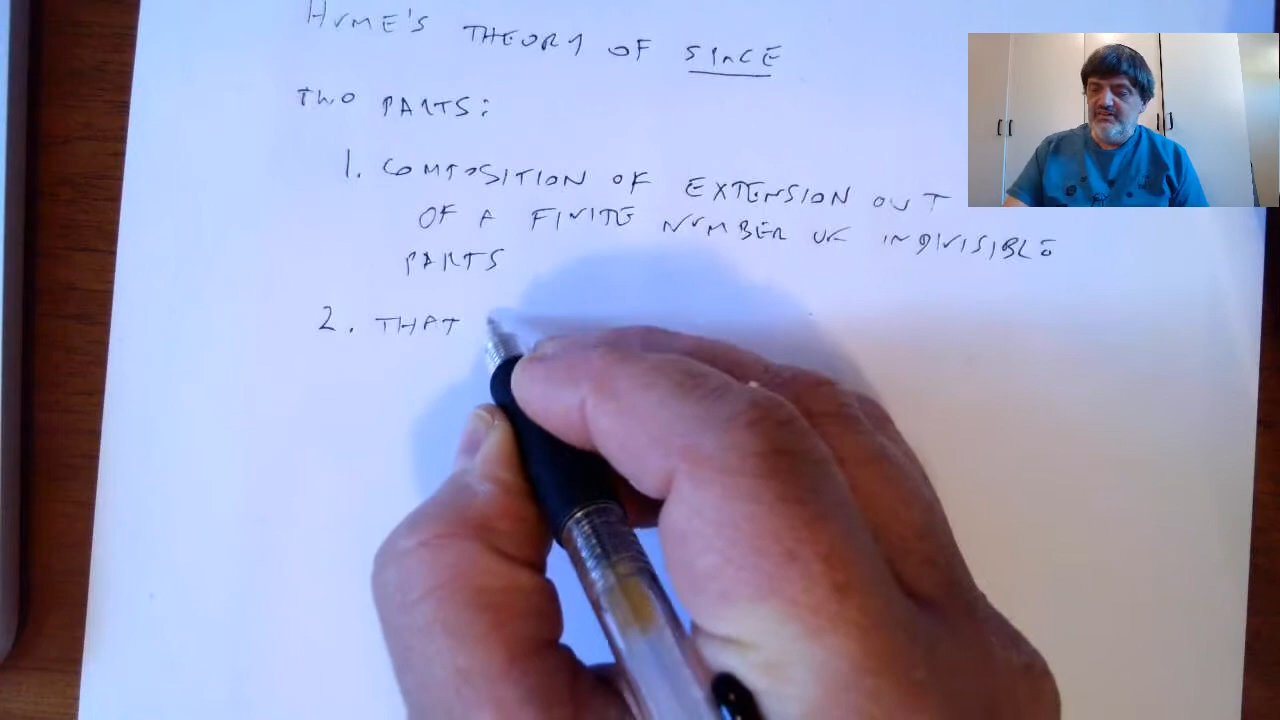 HUME'S THEORY OF SPACE
TWO PARTS:
1. COMPOSITION OF EXTENSION OUT
OF A FINITE NUMBER OF INDIVISIBLE
PARTS
2. THAT